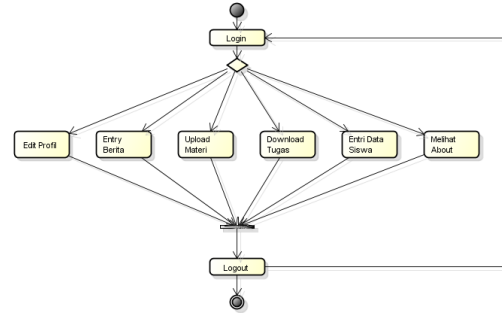 Login
Edit Profil
Entry
Berita
Upload
Materi
Download
Tugas
Entri Data
Siswa
Melihat
About
Logout